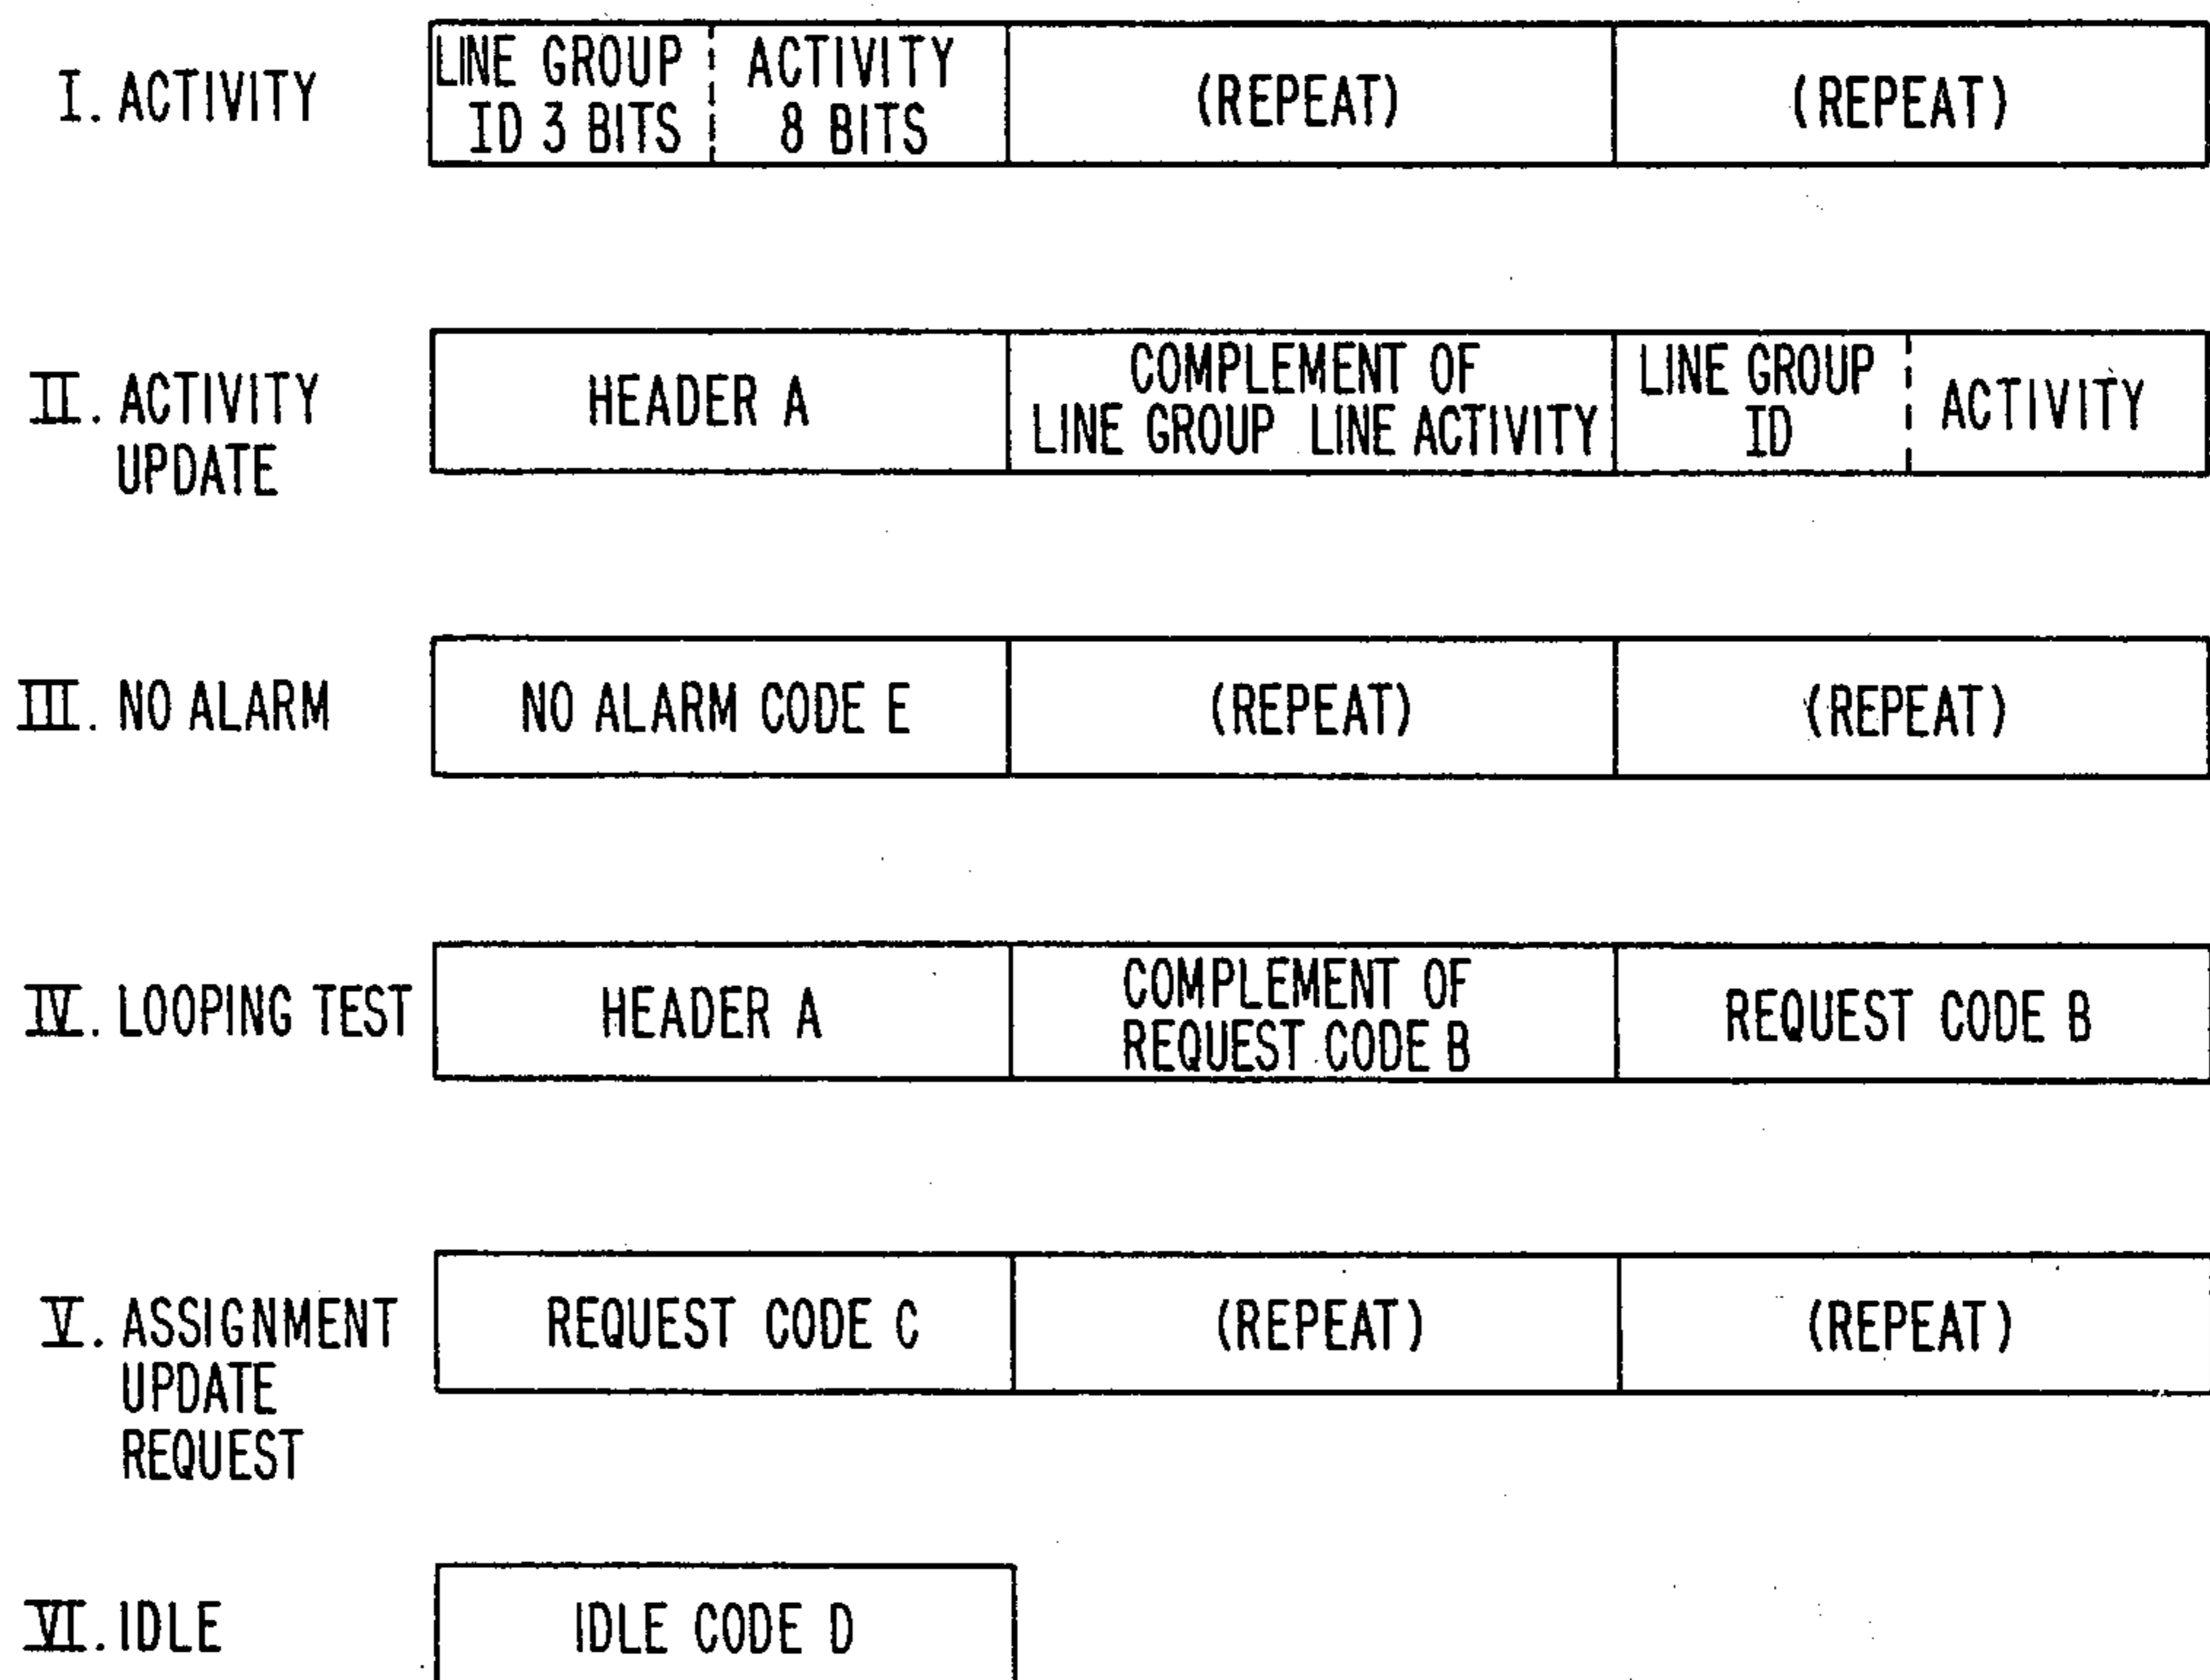 I. ACTIVITY
LINE GROUP
ID 3 BITS
ACTIVITY
8 BITS
(REPEAT)
(REPEAT)
II. ACTIVITY
UPDATE
HEADER A
COMPLEMENT OF
LINE GROUP LINE ACTIVITY
LINE GROUP
ID
ACTIVITY
III. NO ALARM
NO ALARM CODE E
(REPEAT)
(REPEAT)
IV. LOOPING TEST
HEADER A
COMPLEMENT OF
REQUEST CODE B
REQUEST CODE B
V. ASSIGNMENT
UPDATE
REQUEST
REQUEST CODE C
(REPEAT)
(REPEAT)
VI. IDLE
IDLE CODE D